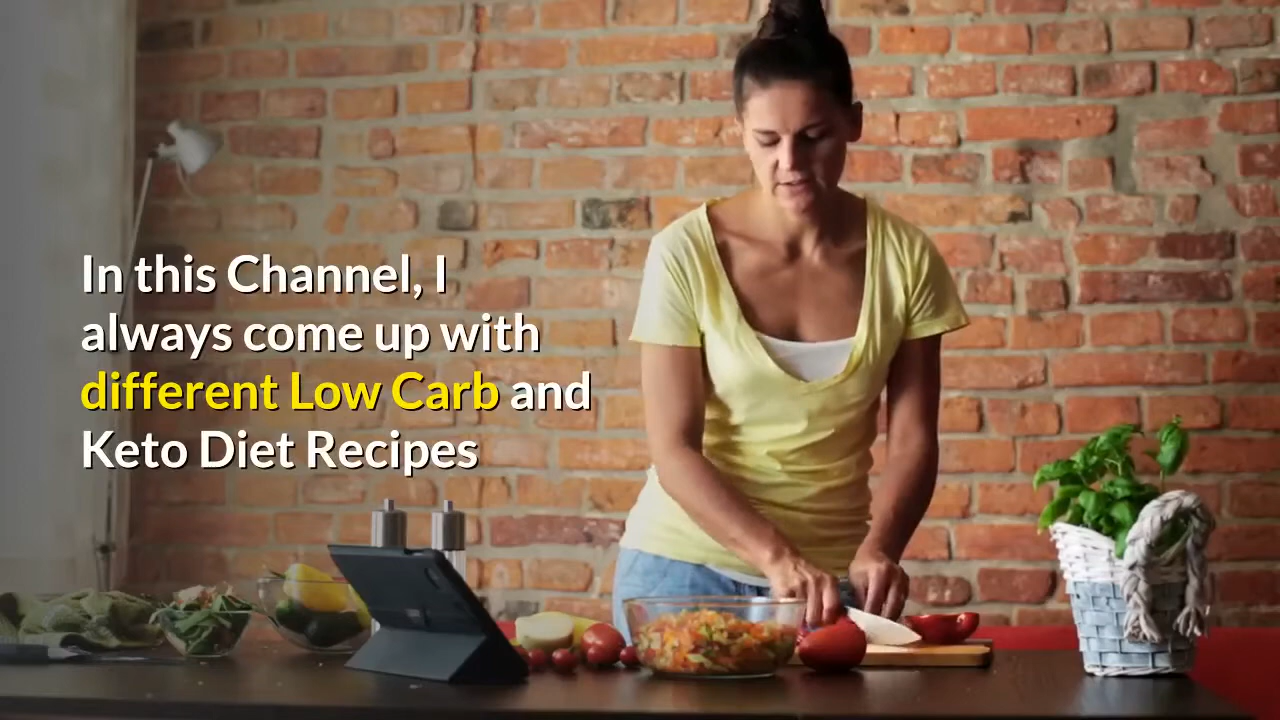 In this Channel, I
always come up with
different Low Carb and
Keto Diet Recipes